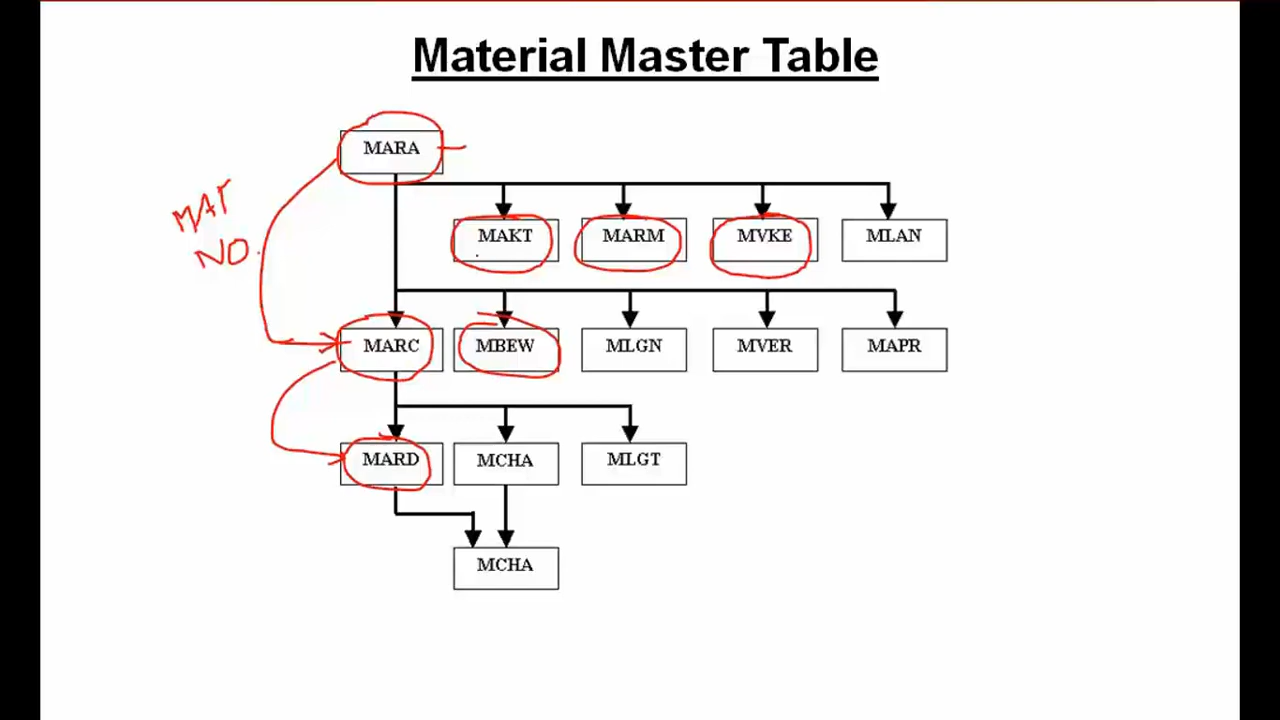 Material Master Table
MARA
MAT
NO.
MAKT MARM MVKE MLAN
MARC MBEW MLGN MVER MAPR
MARD MCHA MLGT
MCHA